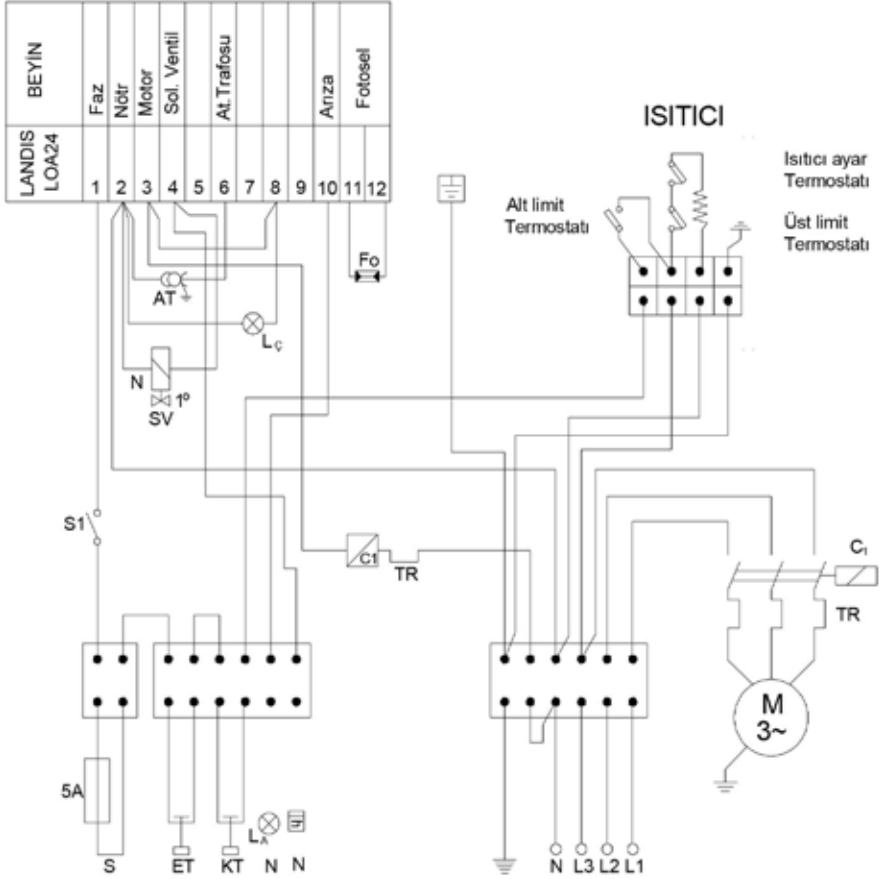 BEYİN
Faz
Nötr
Motor
Sol. Ventil
At.Trafosu
Arıza
Fotosel
LANDIS
LOA24
1 2 3 4 5 6 7 8 9 10 11 12
ISITICI
Isıtıcı ayar
Termostatı
Alt limit
Termostatı
Üst limit
Termostatı
Fo
AT
LÇ
N
1º
SV
S1
C1
TR
C1
TR
M
3~
5A
LA
S ET KT N N
N L3 L2 L1